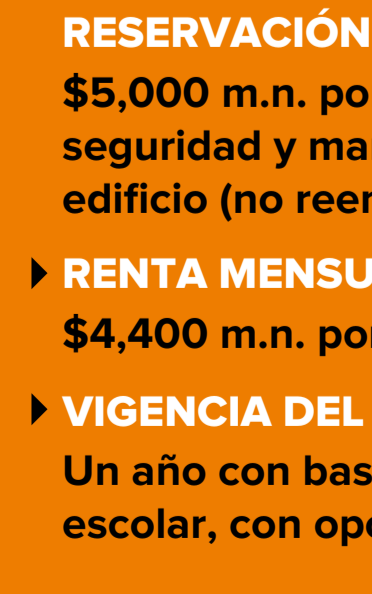 RESERVACIÓN
$5,000 m.n. po
seguridad y ma
edificio (no reer
RENTA MENSU
$4,400 m.n. por
VIGENCIA DEL
Un año con bas
escolar, con op